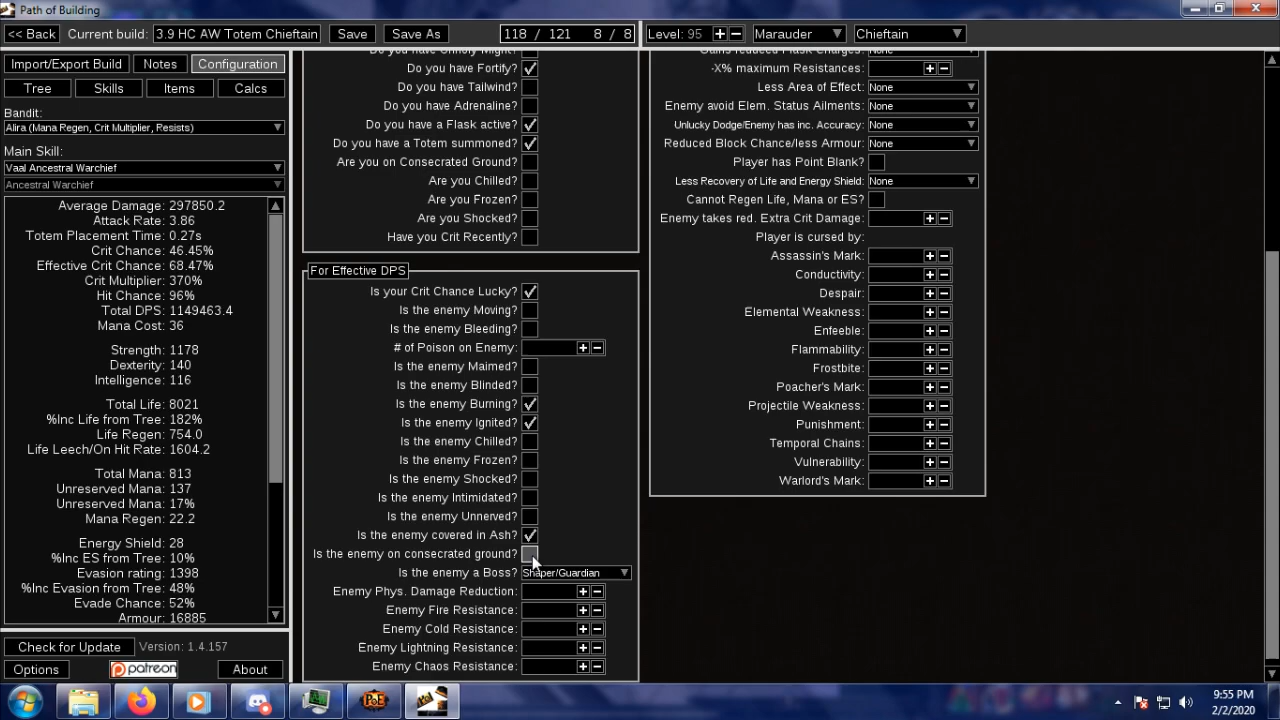 Path of Building
<< Back Current build: 3.9 HC AW Totem Chieftain Save Save As 118 / 121 8 / 8 Level: 95 Marauder Chieftain
Import/Export Build Notes Configuration
Tree Skills Items Calcs
Bandit:
Alira (Mana Regen, Crit Multiplier, Resists)
Main Skill:
Vaal Ancestral Warchief
Ancestral Warchief
Average Damage: 297850.2
Attack Rate: 3.86
Totem Placement Time: 0.27s
Crit Chance: 46.45%
Effective Crit Chance: 68.47%
Crit Multiplier: 370%
Hit Chance: 96%
Total DPS: 1149463.4
Mana Cost: 36
Strength: 1178
Dexterity: 140
Intelligence: 116
Total Life: 8021
%Inc Life from Tree: 182%
Life Regen: 754.0
Life Leech/On Hit Rate: 1604.2
Total Mana: 813
Unreserved Mana: 137
Unreserved Mana: 17%
Mana Regen: 22.2
Energy Shield: 28
%Inc ES from Tree: 10%
Evasion rating: 1398
%Inc Evasion from Tree: 48%
Evade Chance: 52%
Armour: 16885
Check for Update Version: 1.4.157
Options patreon About
Do you have Unholy Might?
Do you have Fortify?
Do you have Tailwind?
Do you have Adrenaline?
Do you have a Flask active?
Do you have a Totem summoned?
Are you on Consecrated Ground?
Are you Chilled?
Are you Frozen?
Are you Shocked?
Have you Crit Recently?
For Effective DPS
Is your Crit Chance Lucky?
Is the enemy Moving?
Is the enemy Bleeding?
# of Poison on Enemy:
Is the enemy Maimed?
Is the enemy Blinded?
Is the enemy Burning?
Is the enemy Ignited?
Is the enemy Chilled?
Is the enemy Frozen?
Is the enemy Shocked?
Is the enemy Intimidated?
Is the enemy Unnerved?
Is the enemy covered in Ash?
Is the enemy on consecrated ground?
Is the enemy a Boss? Shaper/Guardian
Enemy Phys. Damage Reduction:
Enemy Fire Resistance:
Enemy Cold Resistance:
Enemy Lightning Resistance:
Enemy Chaos Resistance:
Gains reduced Flask Charges: None
-X% maximum Resistances:
Less Area of Effect: None
Enemy avoid Elem. Status Ailments: None
Unlucky Dodge/Enemy has inc. Accuracy: None
Reduced Block Chance/less Armour: None
Player has Point Blank?
Less Recovery of Life and Energy Shield: None
Cannot Regen Life, Mana or ES?
Enemy takes red. Extra Crit Damage:
Player is cursed by:
Assassin's Mark:
Conductivity:
Despair:
Elemental Weakness:
Enfeeble:
Flammability:
Frostbite:
Poacher's Mark:
Projectile Weakness:
Punishment:
Temporal Chains:
Vulnerability:
Warlord's Mark:
PoE
9:55 PM
2/2/2020